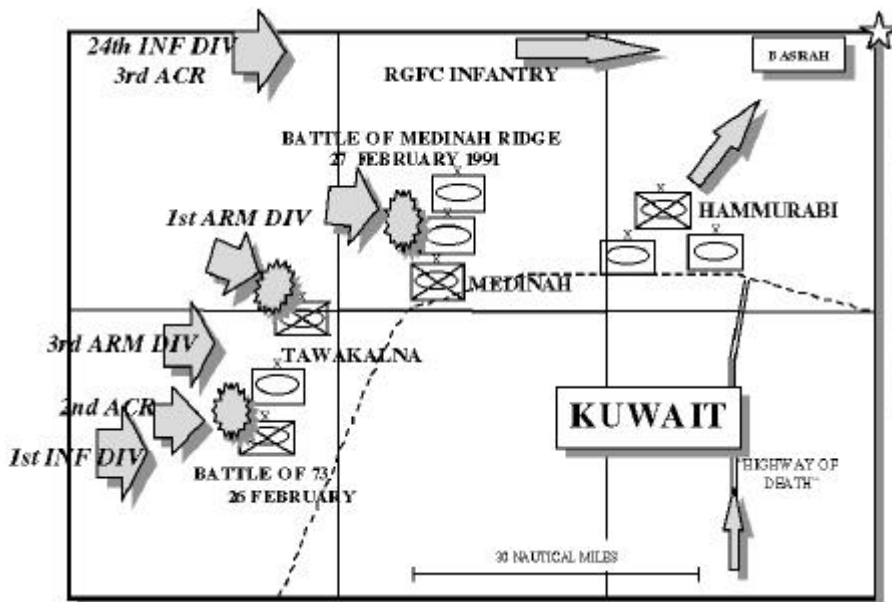 24th INF DIV
3rd ACR
RGFC INFANTRY
BASRAH
BATTLE OF MEDINAH RIDGE
27 FEBRUARY 1991
1st ARM DIV
HAMMURABI
MEDINAH
3rd ARM DIV
TAWAKALNA
2nd ACR
KUWAIT
1st INF DIV
BATTLE OF 73
26 FEBRUARY
"HIGHWAY OF
DEATH"
30 NAUTICAL MILES
X
X
X
X
X
X
X
X
X